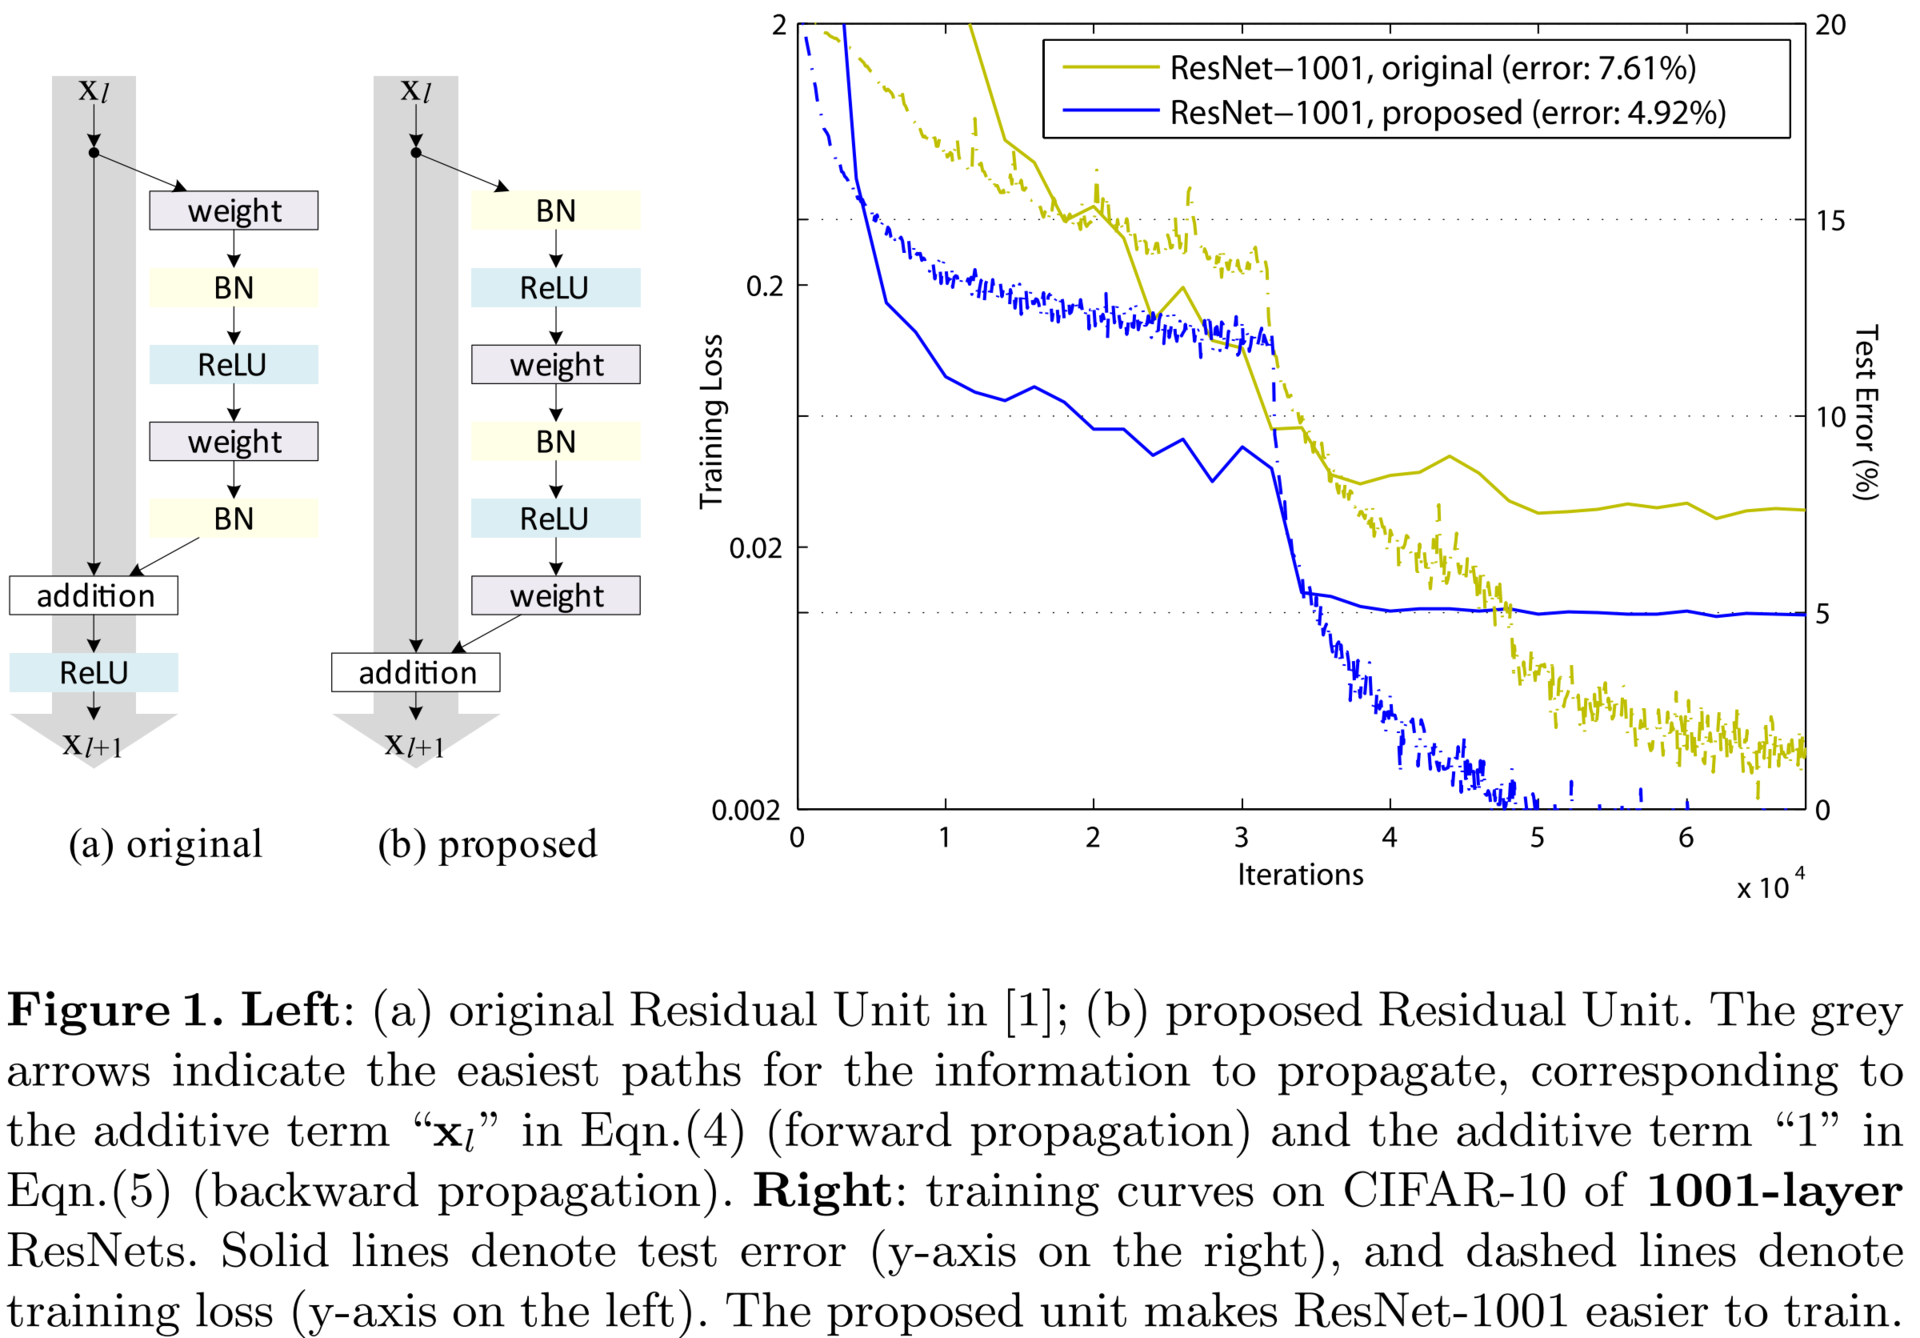 x_l
weight
BN
ReLU
weight
BN
addition
ReLU
x_{l+1}
(a) original
x_l
BN
ReLU
weight
BN
ReLU
weight
addition
x_{l+1}
(b) proposed
ResNet−1001, original (error: 7.61%)
ResNet−1001, proposed (error: 4.92%)
Training Loss
2
0.2
0.02
0.002
0 1 2 3 4 5 6
Iterations
x 10^4
20
15
10
5
0
Test Error (%)
Figure 1. Left: (a) original Residual Unit in [1]; (b) proposed Residual Unit. The grey
arrows indicate the easiest paths for the information to propagate, corresponding to
the additive term “x_l” in Eqn.(4) (forward propagation) and the additive term “1” in
Eqn.(5) (backward propagation). Right: training curves on CIFAR-10 of 1001-layer
ResNets. Solid lines denote test error (y-axis on the right), and dashed lines denote
training loss (y-axis on the left). The proposed unit makes ResNet-1001 easier to train.